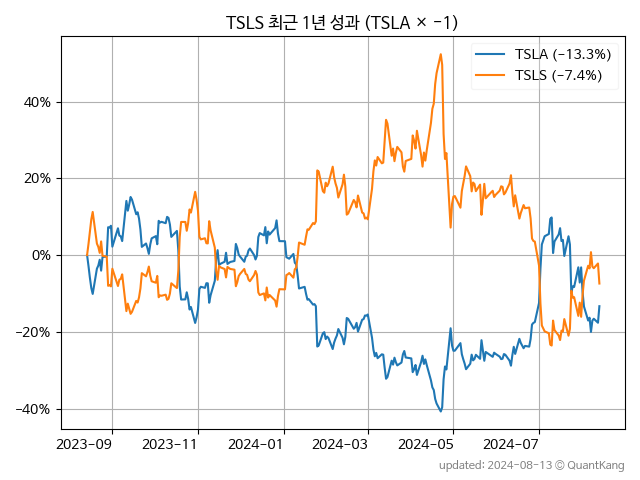 TSLS 최근 1년 성과 (TSLA × -1)
TSLA (-13.3%)
TSLS (-7.4%)
40%
20%
0%
-20%
-40%
2023-09 2023-11 2024-01 2024-03 2024-05 2024-07
updated: 2024-08-13 © QuantKang